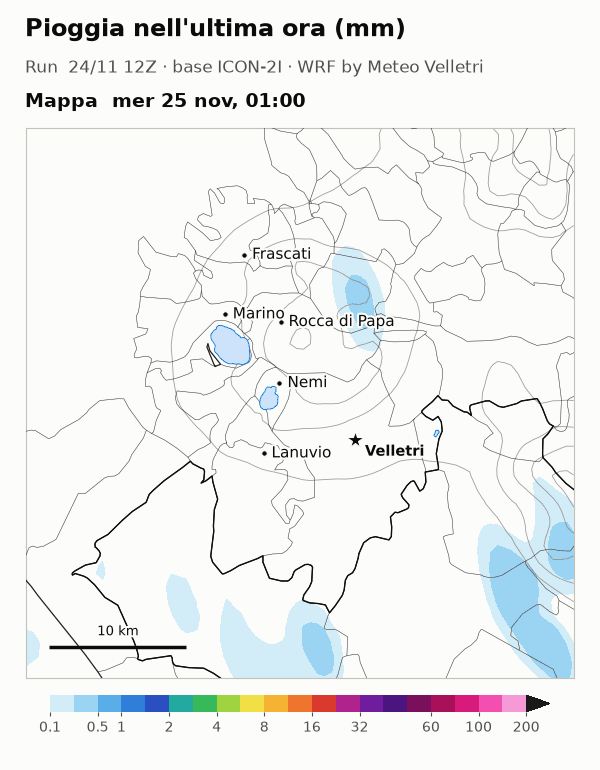 Pioggia nell'ultima ora (mm)
Run 24/11 12Z · base ICON-2I · WRF by Meteo Velletri
Mappa mer 25 nov, 01:00
Frascati
Marino
Rocca di Papa
Nemi
Velletri
Lanuvio
10 km
0.1 0.5 1 2 4 8 16 32 60 100 200